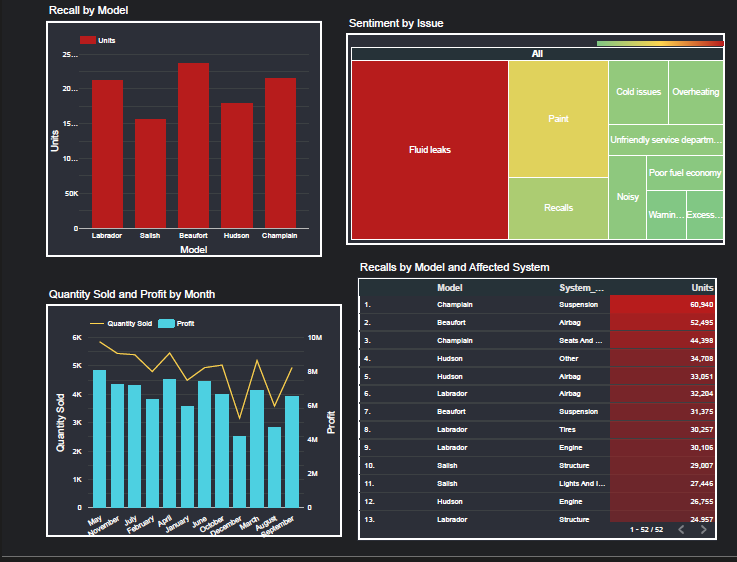 Recall by Model
Units
25...
20...
15...
10...
50K
0
Units
Labrador Salish Beaufort Hudson Champlain
Model
Sentiment by Issue
All
Fluid leaks
Paint
Recalls
Cold issues
Overheating
Unfriendly service departm...
Noisy
Poor fuel economy
Warnin...
Excess...
Quantity Sold and Profit by Month
Quantity Sold Profit
6K
5K
4K
3K
2K
1K
0
Quantity Sold
10M
8M
6M
4M
2M
0
Profit
May November July February April January June October December March August September
Recalls by Model and Affected System
Model System_... Units
1. Champlain Suspension 60,940
2. Beaufort Airbag 52,495
3. Champlain Seats And ... 44,398
4. Hudson Other 34,708
5. Hudson Airbag 33,051
6. Labrador Airbag 32,204
7. Beaufort Suspension 31,375
8. Labrador Tires 30,257
9. Labrador Engine 30,106
10. Salish Structure 29,007
11. Salish Lights And I... 27,446
12. Hudson Engine 26,755
13. Labrador Structure 24,957
1 - 52 / 52